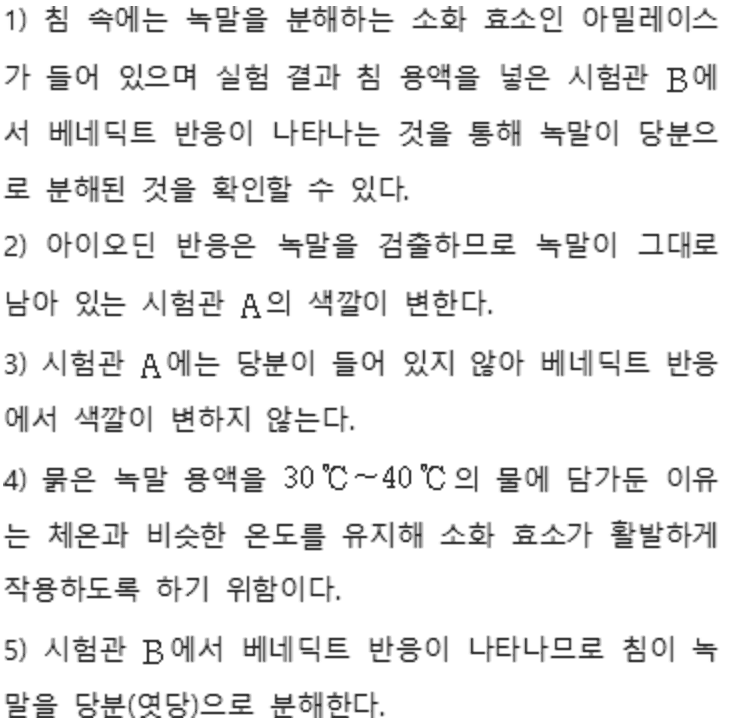 1) 침 속에는 녹말을 분해하는 소화 효소인 아밀레이스
가 들어 있으며 실험 결과 침 용액을 넣은 시험관 B에
서 베네딕트 반응이 나타나는 것을 통해 녹말이 당분으
로 분해된 것을 확인할 수 있다.
2) 아이오딘 반응은 녹말을 검출하므로 녹말이 그대로
남아 있는 시험관 A의 색깔이 변한다.
3) 시험관 A에는 당분이 들어 있지 않아 베네딕트 반응
에서 색깔이 변하지 않는다.
4) 묽은 녹말 용액을 30℃~40℃의 물에 담가둔 이유
는 체온과 비슷한 온도를 유지해 소화 효소가 활발하게
작용하도록 하기 위함이다.
5) 시험관 B에서 베네딕트 반응이 나타나므로 침이 녹
말을 당분(엿당)으로 분해한다.